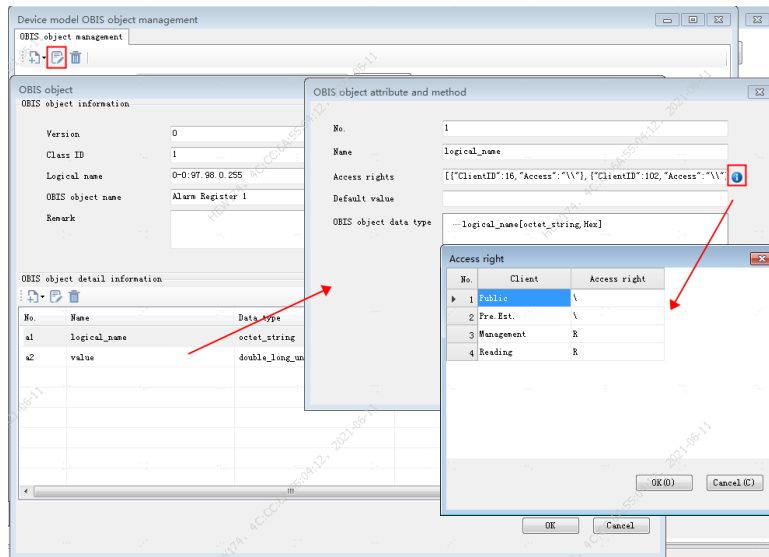 Device model OBIS object management
OBIS object management
OBIS object
OBIS object information
Version 0
Class ID 1
Logical name 0-0:97.98.0.255
OBIS object name Alarm Register 1
Remark
OBIS object detail information
No. Name Data type
a1 logical_name octet_string
a2 value double_long_un
OK Cancel
OBIS object attribute and method
No. 1
Name logical_name
Access rights [{"ClientID":16,"Access":"\\"}, {"ClientID":102,"Access":"\\"
Default value
OBIS object data type logical_name[octet_string,Hex]
Access right
No. Client Access right
1 Public \
2 Pre.Est. \
3 Management R
4 Reading R
OK(O) Cancel(C)